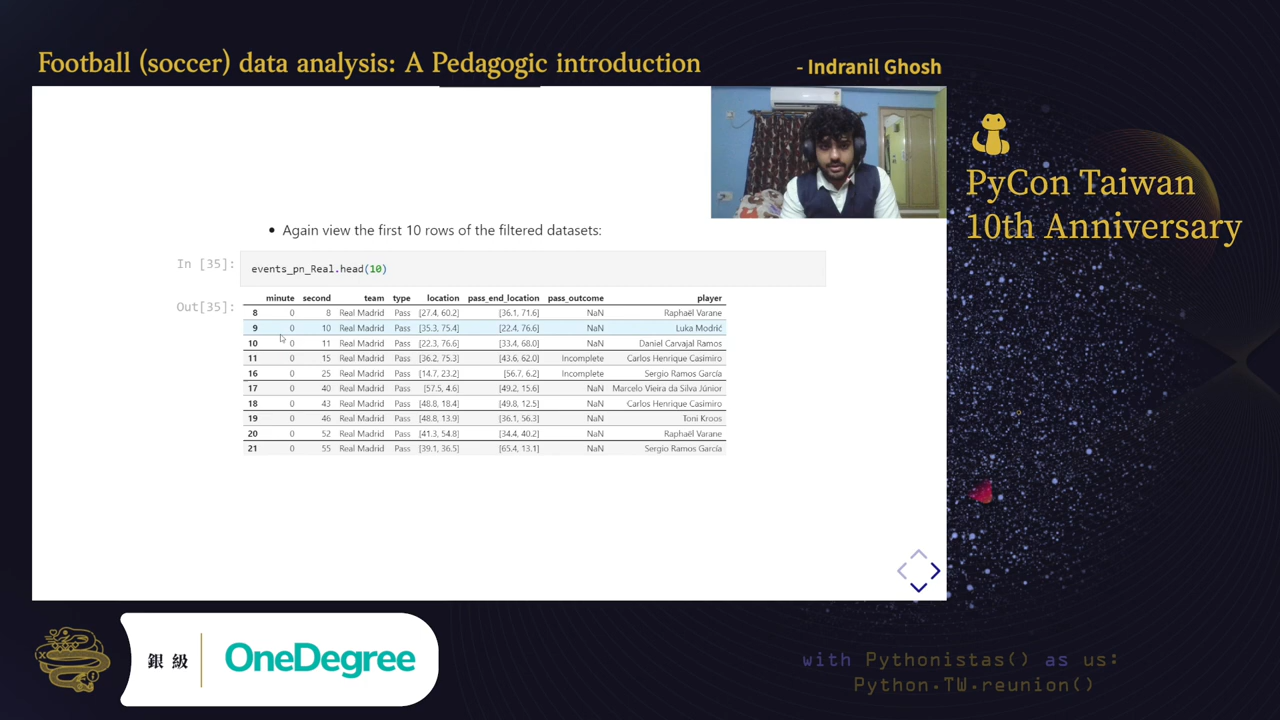 Football (soccer) data analysis: A Pedagogic introduction
- Indranil Ghosh
PyCon Taiwan
10th Anniversary
• Again view the first 10 rows of the filtered datasets:
In [35]:
events_pn_Real.head(10)
Out[35]:
minute second team type location pass_end_location pass_outcome player
8 0 8 Real Madrid Pass [27.4, 60.2] [36.1, 71.6] NaN Raphaël Varane
9 0 10 Real Madrid Pass [35.3, 75.4] [22.4, 76.6] NaN Luka Modrić
10 0 11 Real Madrid Pass [22.3, 76.6] [33.4, 68.0] NaN Daniel Carvajal Ramos
11 0 15 Real Madrid Pass [36.2, 75.3] [43.6, 62.0] Incomplete Carlos Henrique Casimiro
16 0 25 Real Madrid Pass [14.7, 23.2] [56.7, 6.2] Incomplete Sergio Ramos García
17 0 40 Real Madrid Pass [57.5, 4.6] [49.2, 15.6] NaN Marcelo Vieira da Silva Júnior
18 0 43 Real Madrid Pass [48.8, 18.4] [49.8, 12.5] NaN Carlos Henrique Casimiro
19 0 46 Real Madrid Pass [48.8, 13.9] [36.1, 56.3] NaN Toni Kroos
20 0 52 Real Madrid Pass [41.3, 54.8] [34.4, 40.2] NaN Raphaël Varane
21 0 55 Real Madrid Pass [39.1, 36.5] [65.4, 13.1] NaN Sergio Ramos García
銀級
OneDegree
with Pythonistas() as us:
Python.TW.reunion()